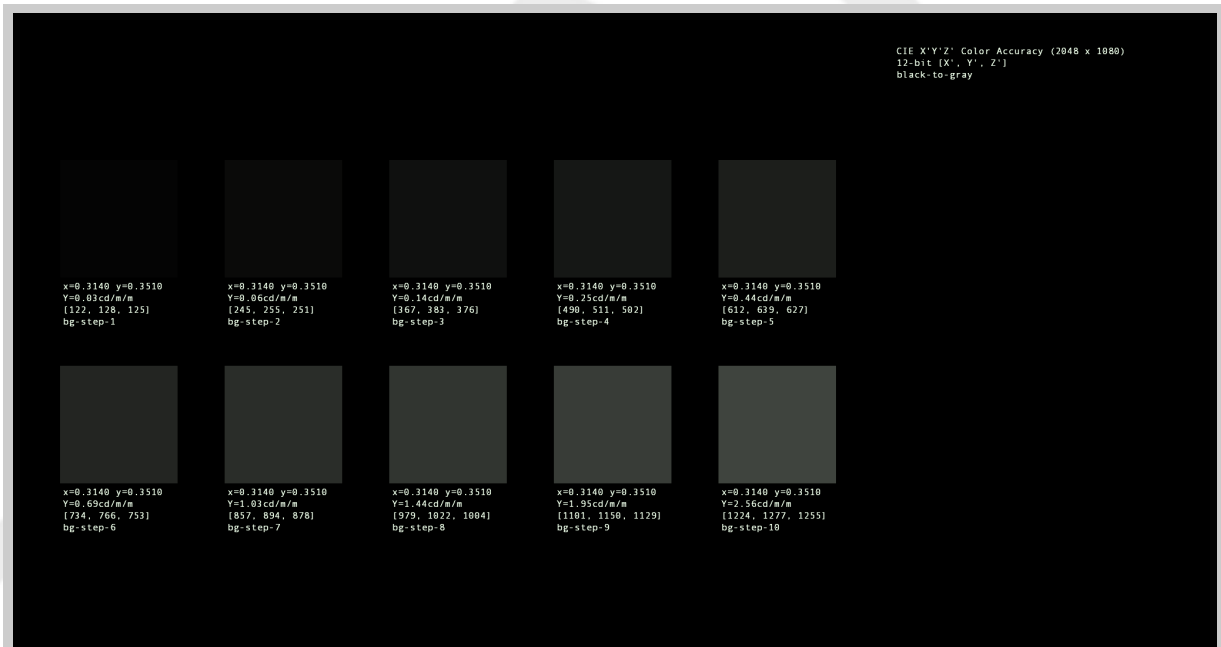 CIE X'Y'Z' Color Accuracy (2048 x 1080)
12-bit [X', Y', Z']
black-to-gray
x=0.3140 y=0.3510
Y=0.03cd/m/m
[122, 128, 125]
bg-step-1
x=0.3140 y=0.3510
Y=0.06cd/m/m
[245, 255, 251]
bg-step-2
x=0.3140 y=0.3510
Y=0.14cd/m/m
[367, 383, 376]
bg-step-3
x=0.3140 y=0.3510
Y=0.25cd/m/m
[490, 511, 502]
bg-step-4
x=0.3140 y=0.3510
Y=0.44cd/m/m
[612, 639, 627]
bg-step-5
x=0.3140 y=0.3510
Y=0.69cd/m/m
[734, 766, 753]
bg-step-6
x=0.3140 y=0.3510
Y=1.03cd/m/m
[857, 894, 878]
bg-step-7
x=0.3140 y=0.3510
Y=1.44cd/m/m
[979, 1022, 1004]
bg-step-8
x=0.3140 y=0.3510
Y=1.95cd/m/m
[1101, 1150, 1129]
bg-step-9
x=0.3140 y=0.3510
Y=2.56cd/m/m
[1224, 1277, 1255]
bg-step-10